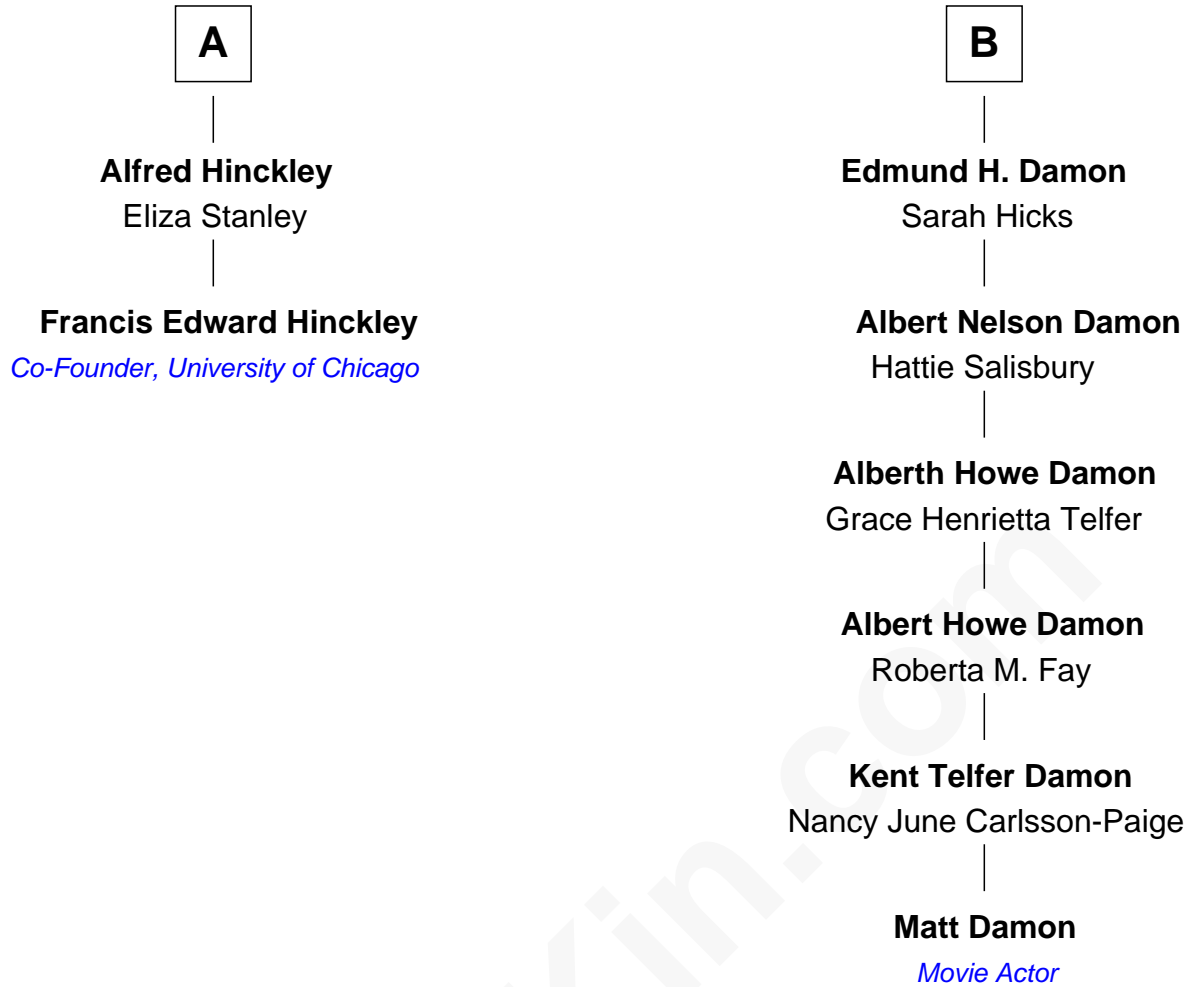 A
Alfred Hinckley
Eliza Stanley
Francis Edward Hinckley
Co-Founder, University of Chicago
B
Edmund H. Damon
Sarah Hicks
Albert Nelson Damon
Hattie Salisbury
Alberth Howe Damon
Grace Henrietta Telfer
Albert Howe Damon
Roberta M. Fay
Kent Telfer Damon
Nancy June Carlsson-Paige
Matt Damon
Movie Actor
Kin.com